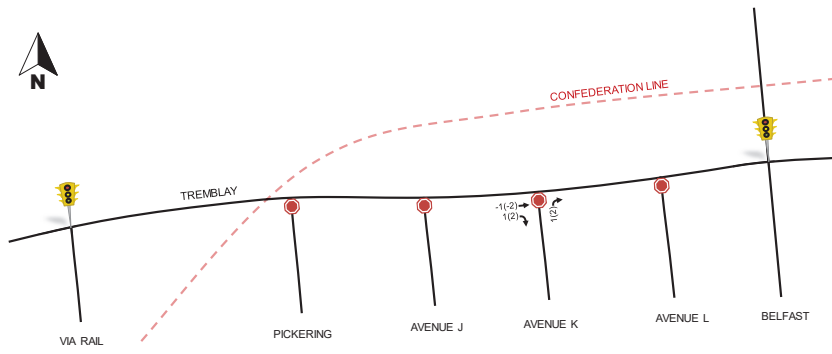 N
CONFEDERATION LINE
TREMBLAY
-1(-2)
1(2)
1(2)
VIA RAIL
PICKERING
AVENUE J
AVENUE K
AVENUE L
BELFAST